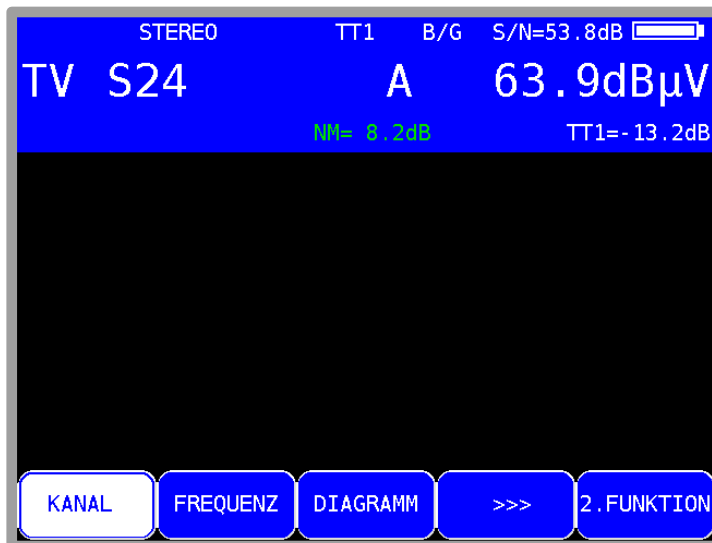 STEREO TT1 B/G S/N=53.8dB
TV S24 A 63.9dBµV
NM= 8.2dB TT1=-13.2dB
KANAL FREQUENZ DIAGRAMM >>> 2.FUNKTION